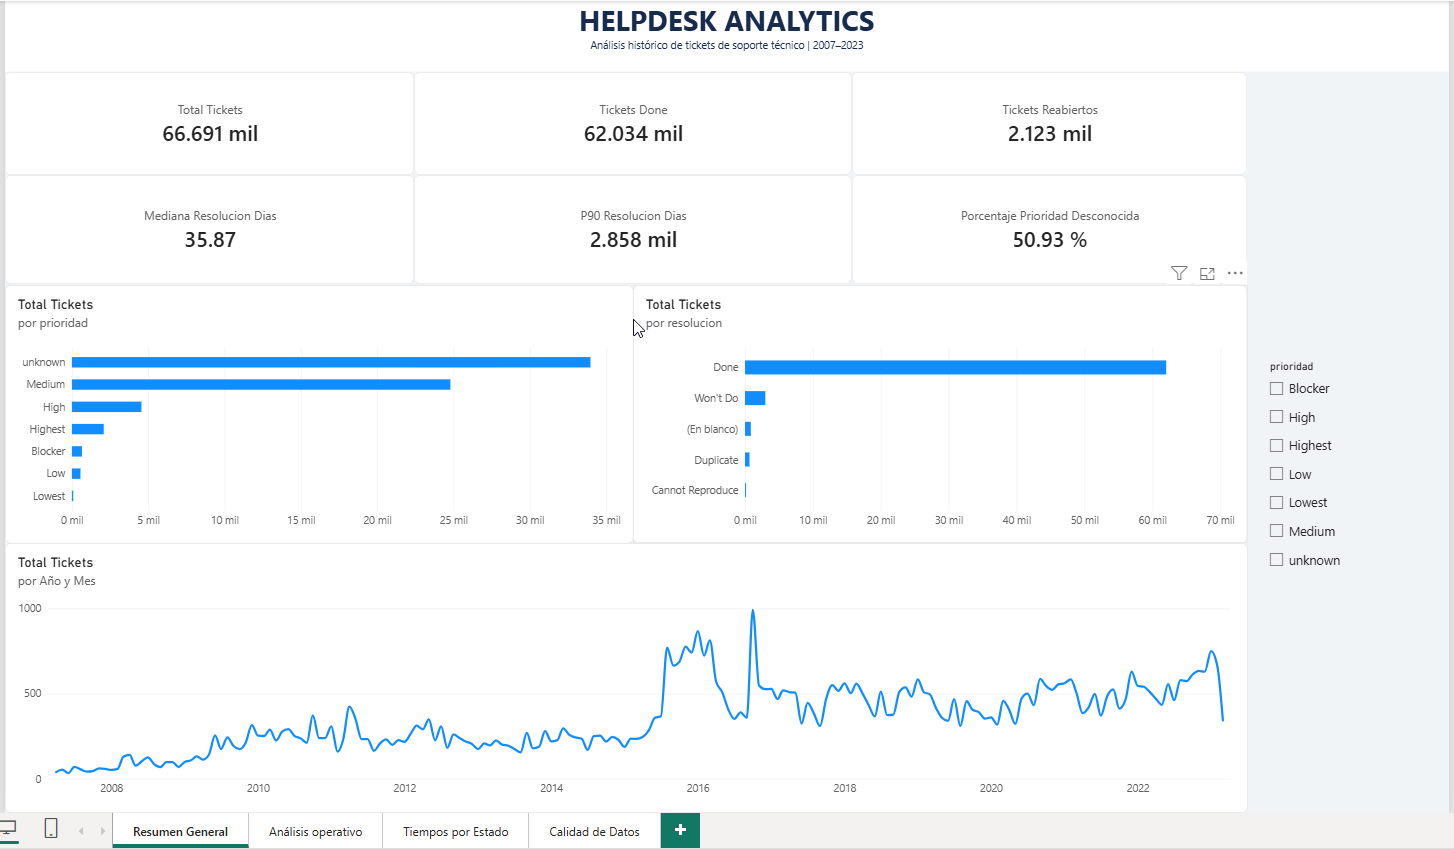 HELPDESK ANALYTICS
Análisis histórico de tickets de soporte técnico | 2007–2023
Total Tickets
66.691 mil
Tickets Done
62.034 mil
Tickets Reabiertos
2.123 mil
Mediana Resolucion Dias
35.87
P90 Resolucion Dias
2.858 mil
Porcentaje Prioridad Desconocida
50.93 %
Total Tickets
por prioridad
unknown
Medium
High
Highest
Blocker
Low
Lowest
0 mil 5 mil 10 mil 15 mil 20 mil 25 mil 30 mil 35 mil
Total Tickets
por resolucion
Done
Won't Do
(En blanco)
Duplicate
Cannot Reproduce
0 mil 10 mil 20 mil 30 mil 40 mil 50 mil 60 mil 70 mil
prioridad
Blocker
High
Highest
Low
Lowest
Medium
unknown
Total Tickets
por Año y Mes
1000
500
0
2008 2010 2012 2014 2016 2018 2020 2022
Resumen General Análisis operativo Tiempos por Estado Calidad de Datos +